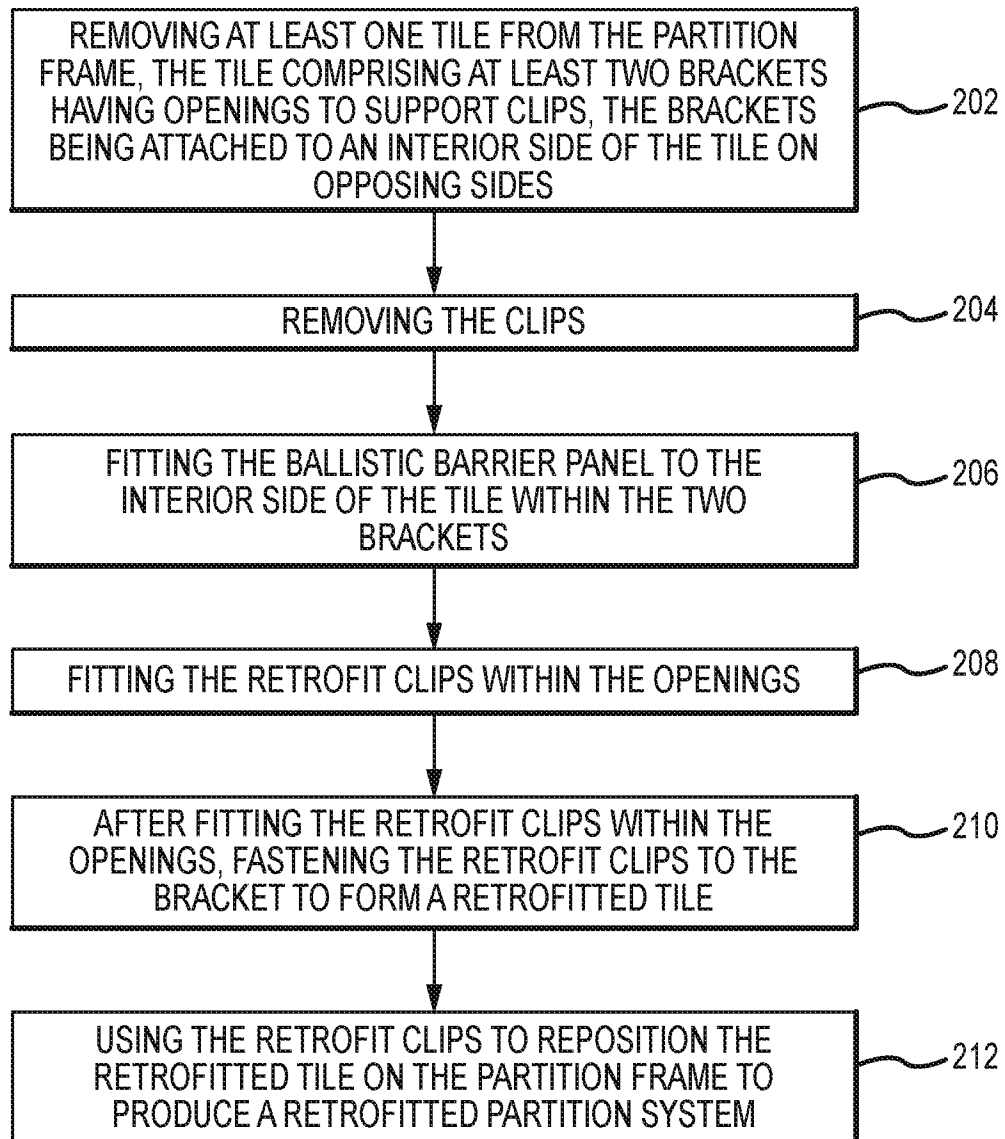 REMOVING AT LEAST ONE TILE FROM THE PARTITION
FRAME, THE TILE COMPRISING AT LEAST TWO BRACKETS
HAVING OPENINGS TO SUPPORT CLIPS, THE BRACKETS
BEING ATTACHED TO AN INTERIOR SIDE OF THE TILE ON
OPPOSING SIDES
202
REMOVING THE CLIPS
204
FITTING THE BALLISTIC BARRIER PANEL TO THE
INTERIOR SIDE OF THE TILE WITHIN THE TWO
BRACKETS
206
FITTING THE RETROFIT CLIPS WITHIN THE OPENINGS
208
AFTER FITTING THE RETROFIT CLIPS WITHIN THE
OPENINGS, FASTENING THE RETROFIT CLIPS TO THE
BRACKET TO FORM A RETROFITTED TILE
210
USING THE RETROFIT CLIPS TO REPOSITION THE
RETROFITTED TILE ON THE PARTITION FRAME TO
PRODUCE A RETROFITTED PARTITION SYSTEM
212